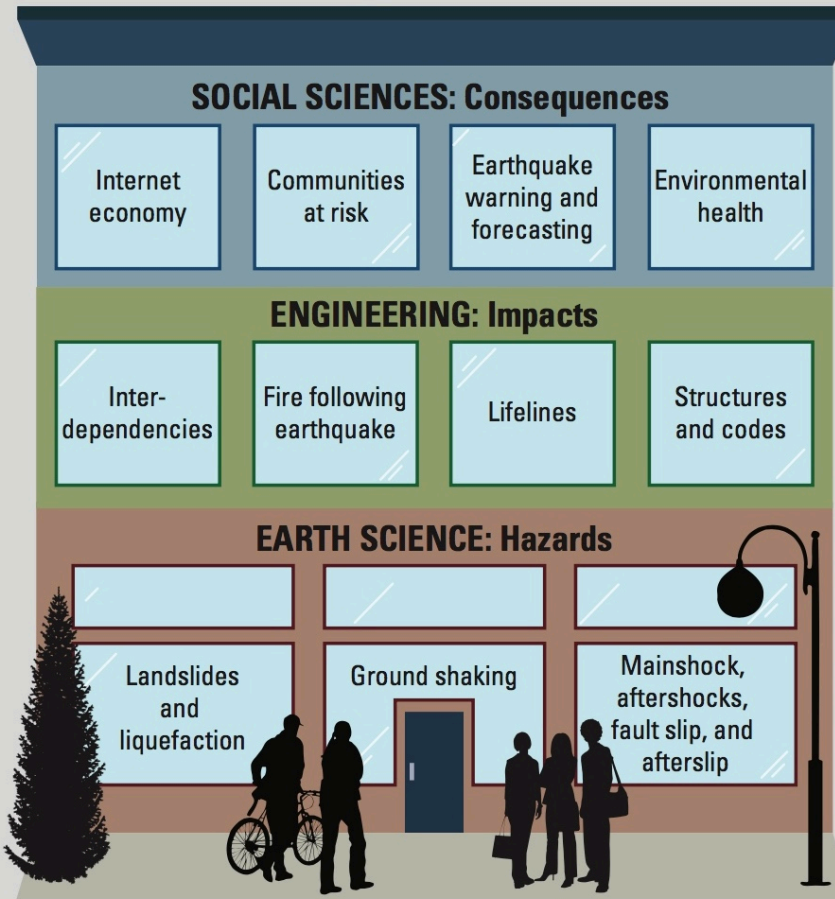 SOCIAL SCIENCES: Consequences
Internet
economy
Communities
at risk
Earthquake
warning and
forecasting
Environmental
health
ENGINEERING: Impacts
Inter-
dependencies
Fire following
earthquake
Lifelines
Structures
and codes
EARTH SCIENCE: Hazards
Landslides
and
liquefaction
Ground shaking
Mainshock,
aftershocks,
fault slip, and
afterslip